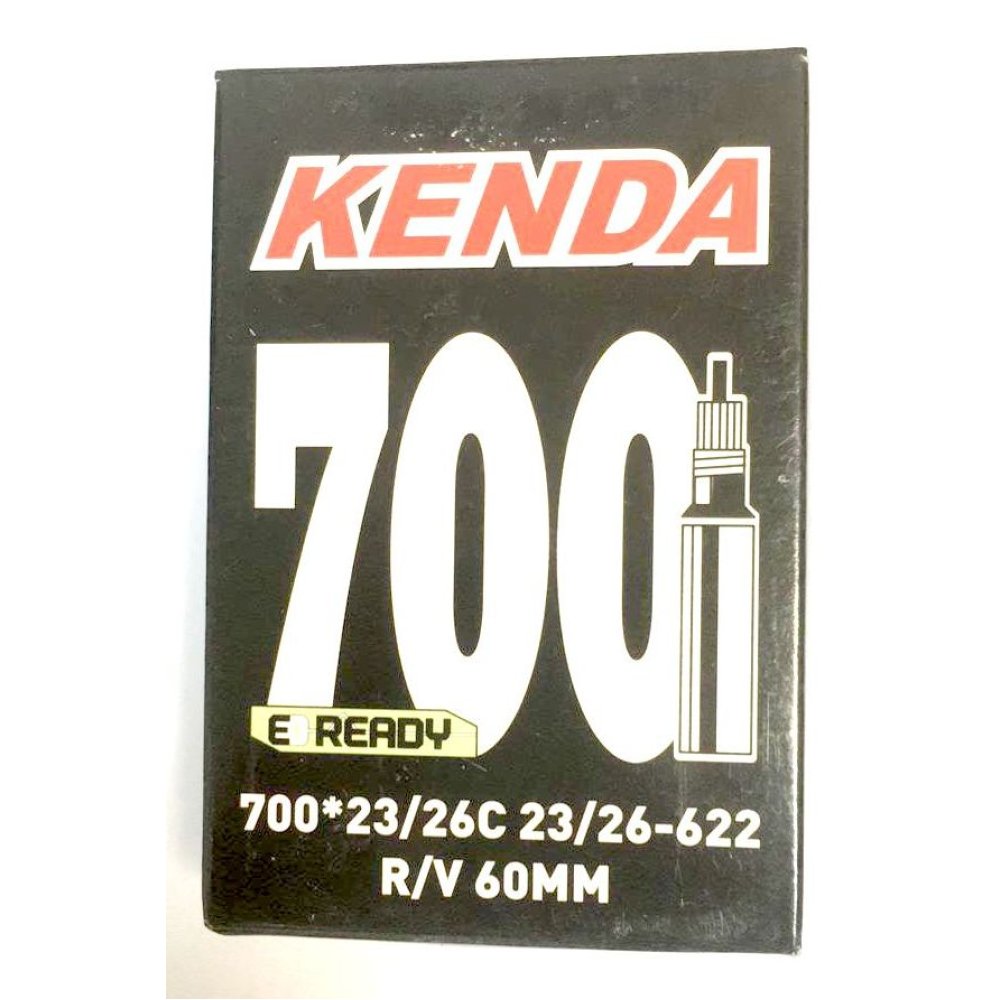 KENDA
700
E READY
700*23/26C 23/26-622
R/V 60MM